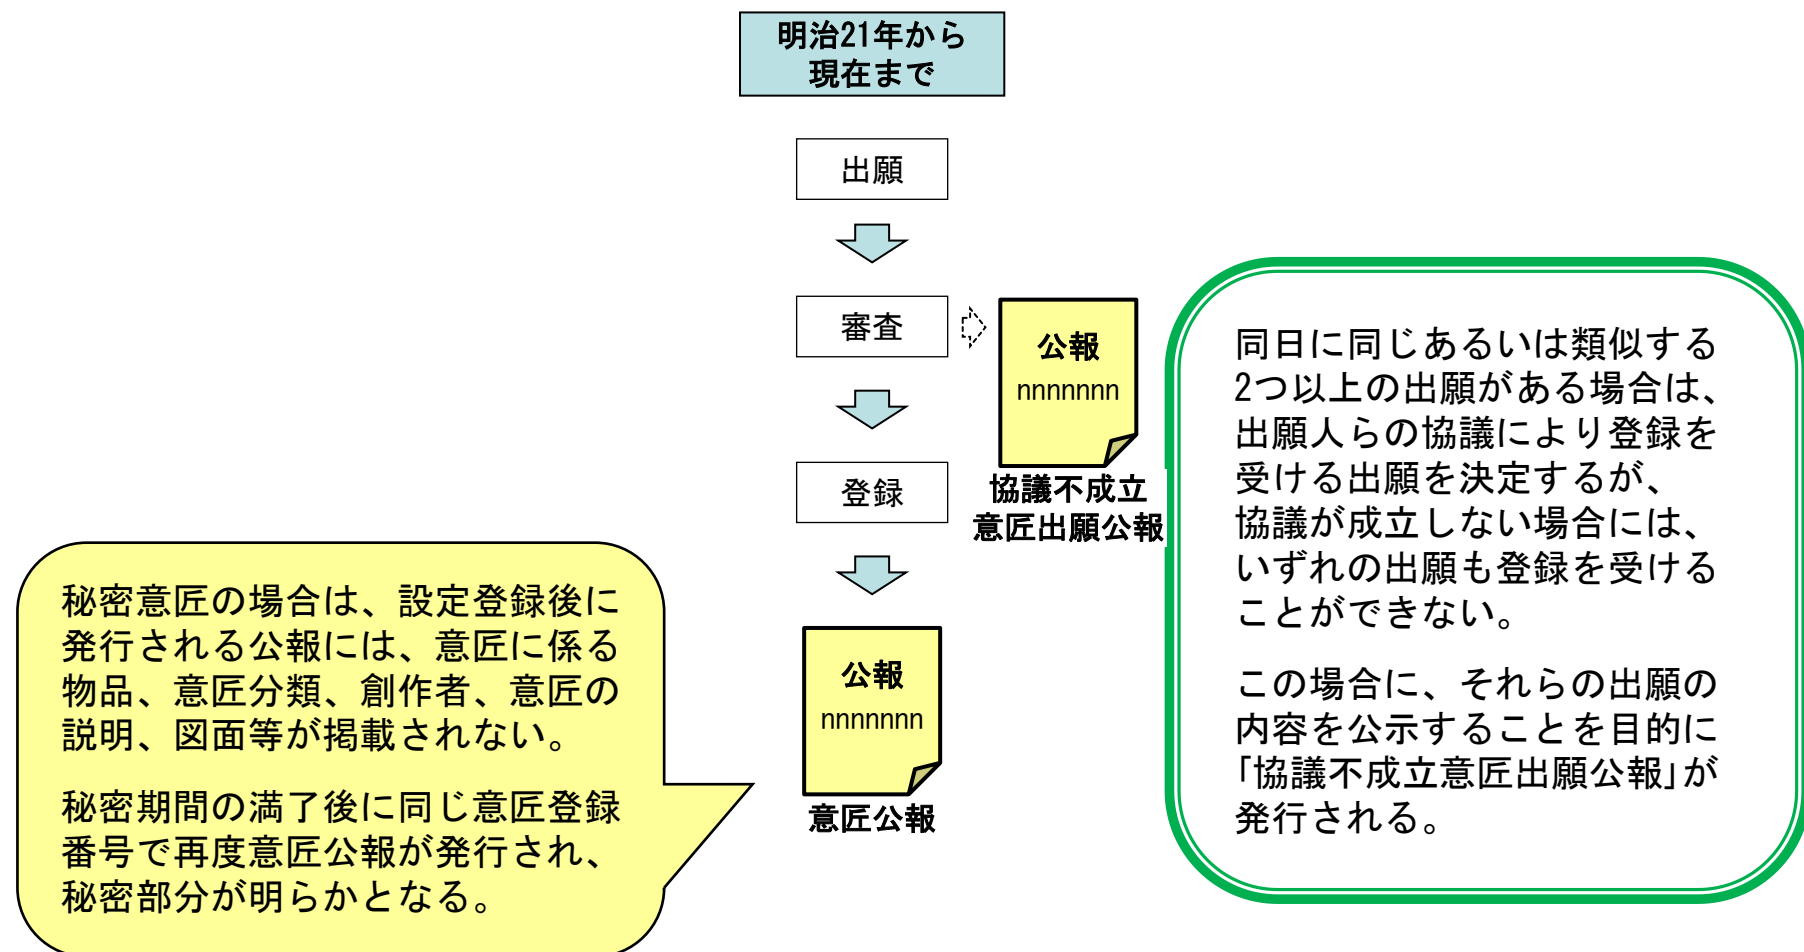 明治21年から
現在まで
出願
審査
公報
nnnnnnn
協議不成立
意匠出願公報
登録
公報
nnnnnnn
意匠公報
同日に同じあるいは類似する
2つ以上の出願がある場合は、
出願人らの協議により登録を
受ける出願を決定するが、
協議が成立しない場合には、
いずれの出願も登録を受ける
ことができない。
この場合に、それらの出願の
内容を公示することを目的に
「協議不成立意匠出願公報」が
発行される。
秘密意匠の場合は、設定登録後に
発行される公報には、意匠に係る
物品、意匠分類、創作者、意匠の
説明、図面等が掲載されない。
秘密期間の満了後に同じ意匠登録
番号で再度意匠公報が発行され、
秘密部分が明らかとなる。